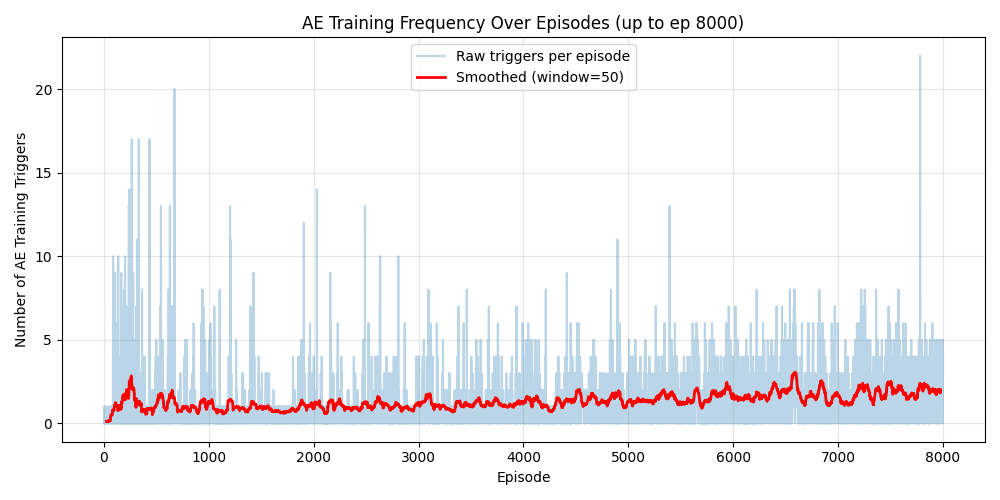 AE Training Frequency Over Episodes (up to ep 8000)
Raw triggers per episode
Smoothed (window=50)
Number of AE Training Triggers
20
15
10
5
0
0 1000 2000 3000 4000 5000 6000 7000 8000
Episode